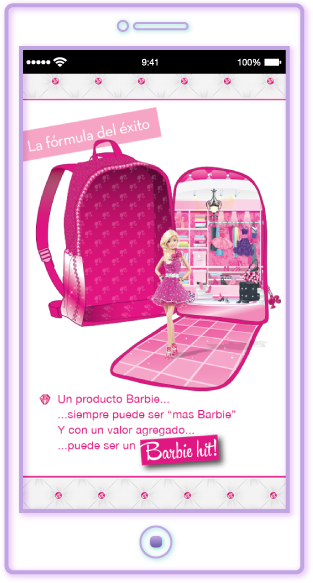 9:41
100%
La fórmula del éxito
Un producto Barbie...
...siempre puede ser “mas Barbie”
Y con un valor agregado...
...puede ser un
Barbie hit!